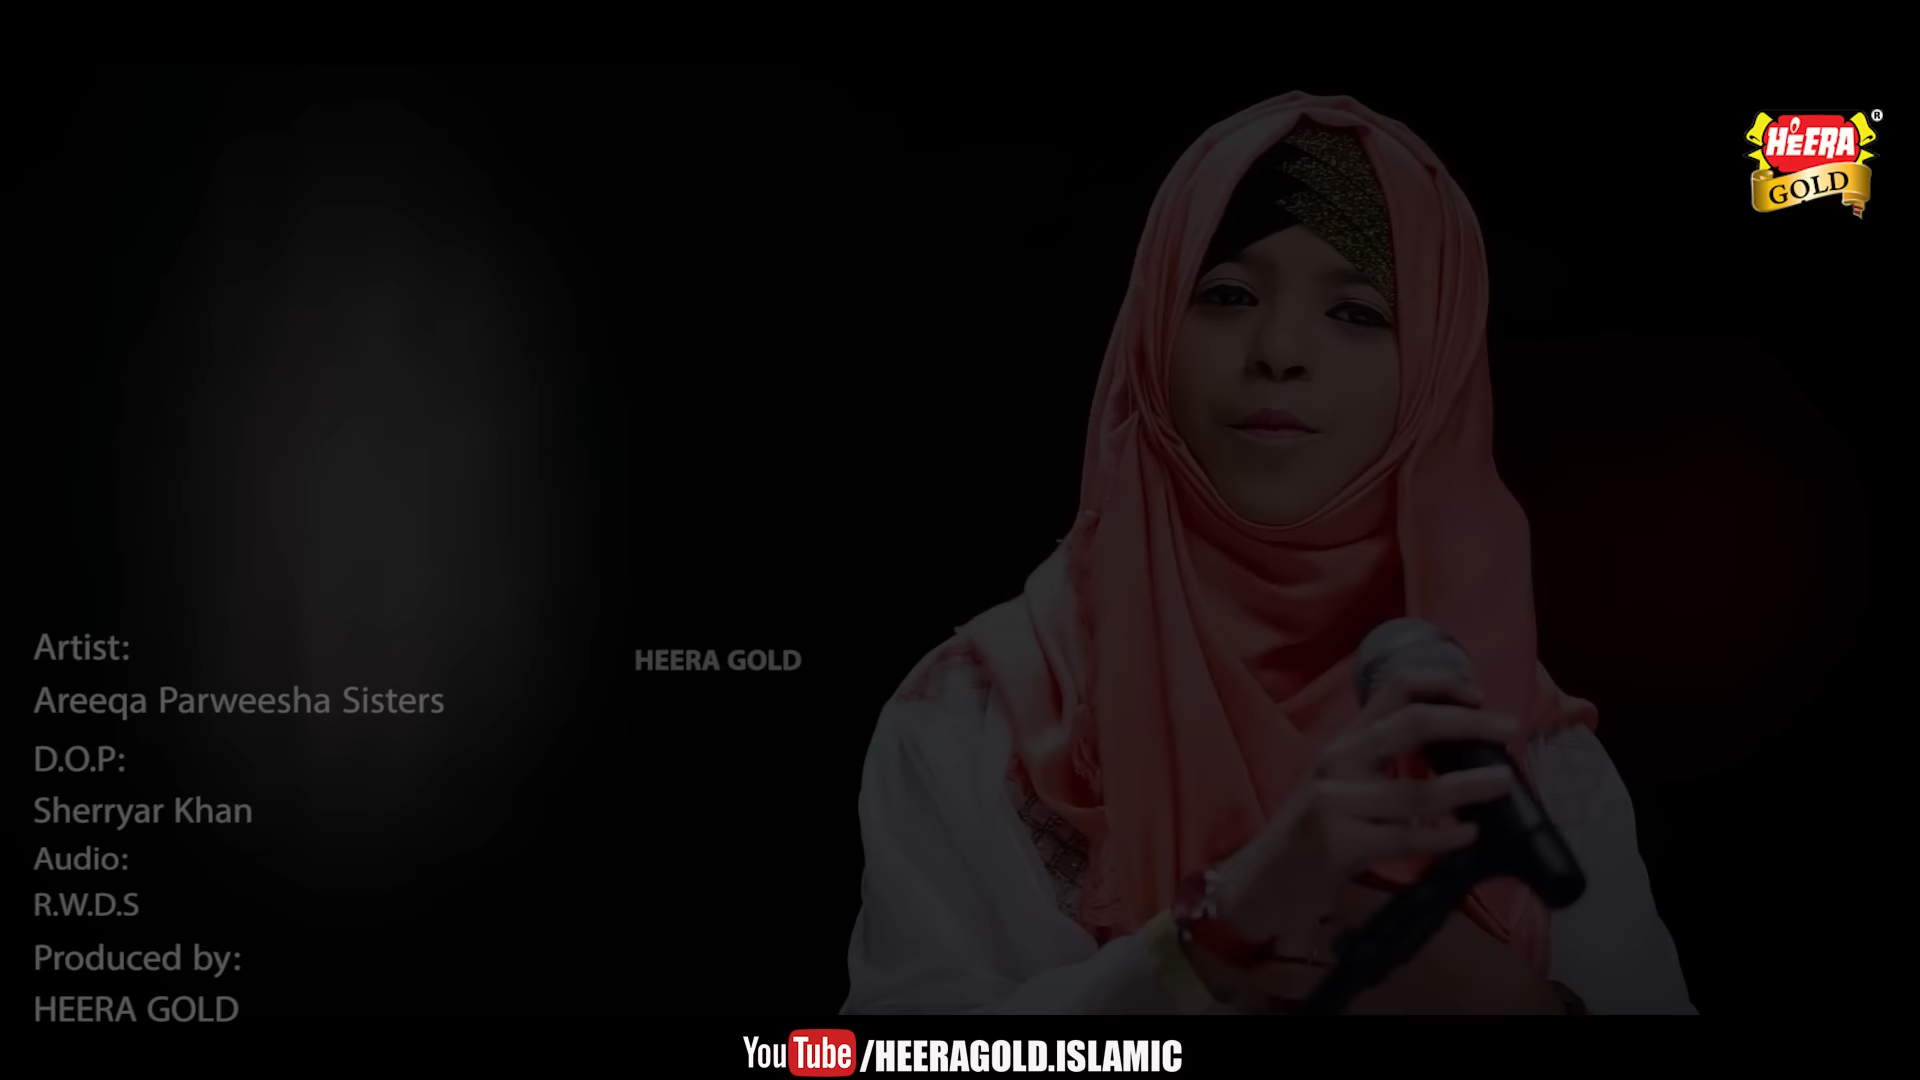 HEERA ®
GOLD
Artist:
Areeqa Parweesha Sisters
D.O.P:
Sherryar Khan
Audio:
R.W.D.S
Produced by:
HEERA GOLD
HEERA GOLD
YouTube/HEERAGOLD.ISLAMIC